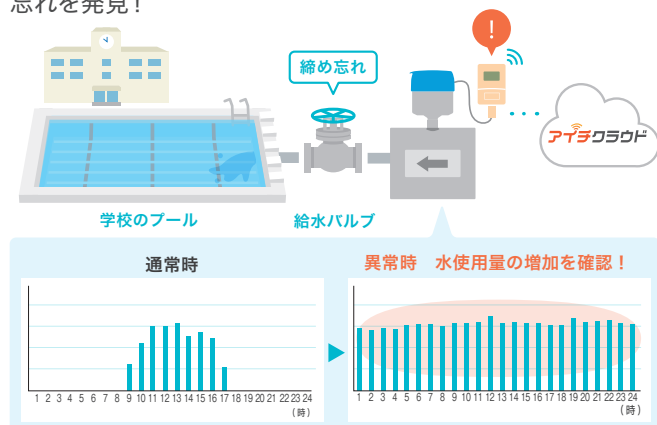 忘れを発見！
！
締め忘れ
アイチクラウド
学校のプール
給水バルブ
通常時
異常時　水使用量の増加を確認！
1 2 3 4 5 6 7 8 9 10 11 12 13 14 15 16 17 18 19 20 21 22 23 24
（時）
1 2 3 4 5 6 7 8 9 10 11 12 13 14 15 16 17 18 19 20 21 22 23 24
（時）